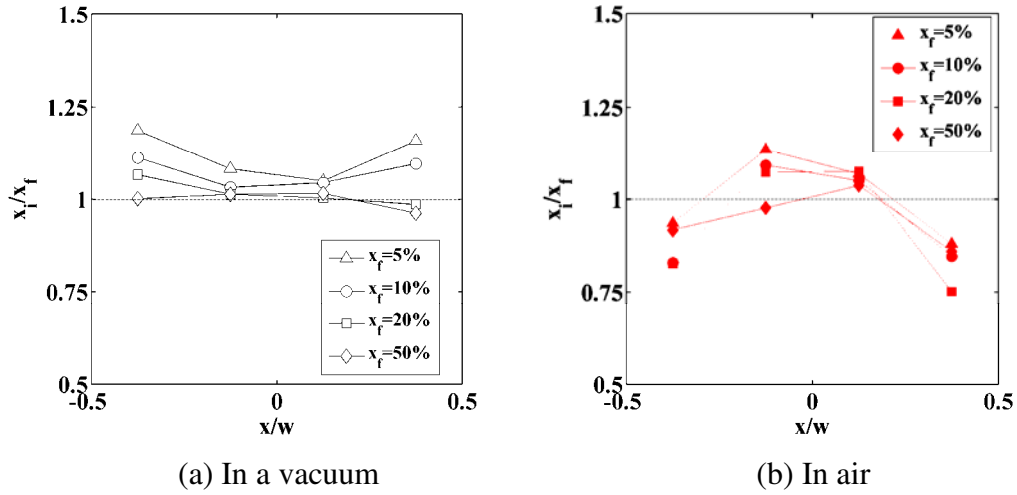 1.5
1.25
1
0.75
0.5
x_i/x_f
-0.5
0
0.5
x/w
x_f=5%
x_f=10%
x_f=20%
x_f=50%
(a) In a vacuum
1.5
1.25
1
0.75
0.5
x_i/x_f
-0.5
0
0.5
x/w
x_f=5%
x_f=10%
x_f=20%
x_f=50%
(b) In air